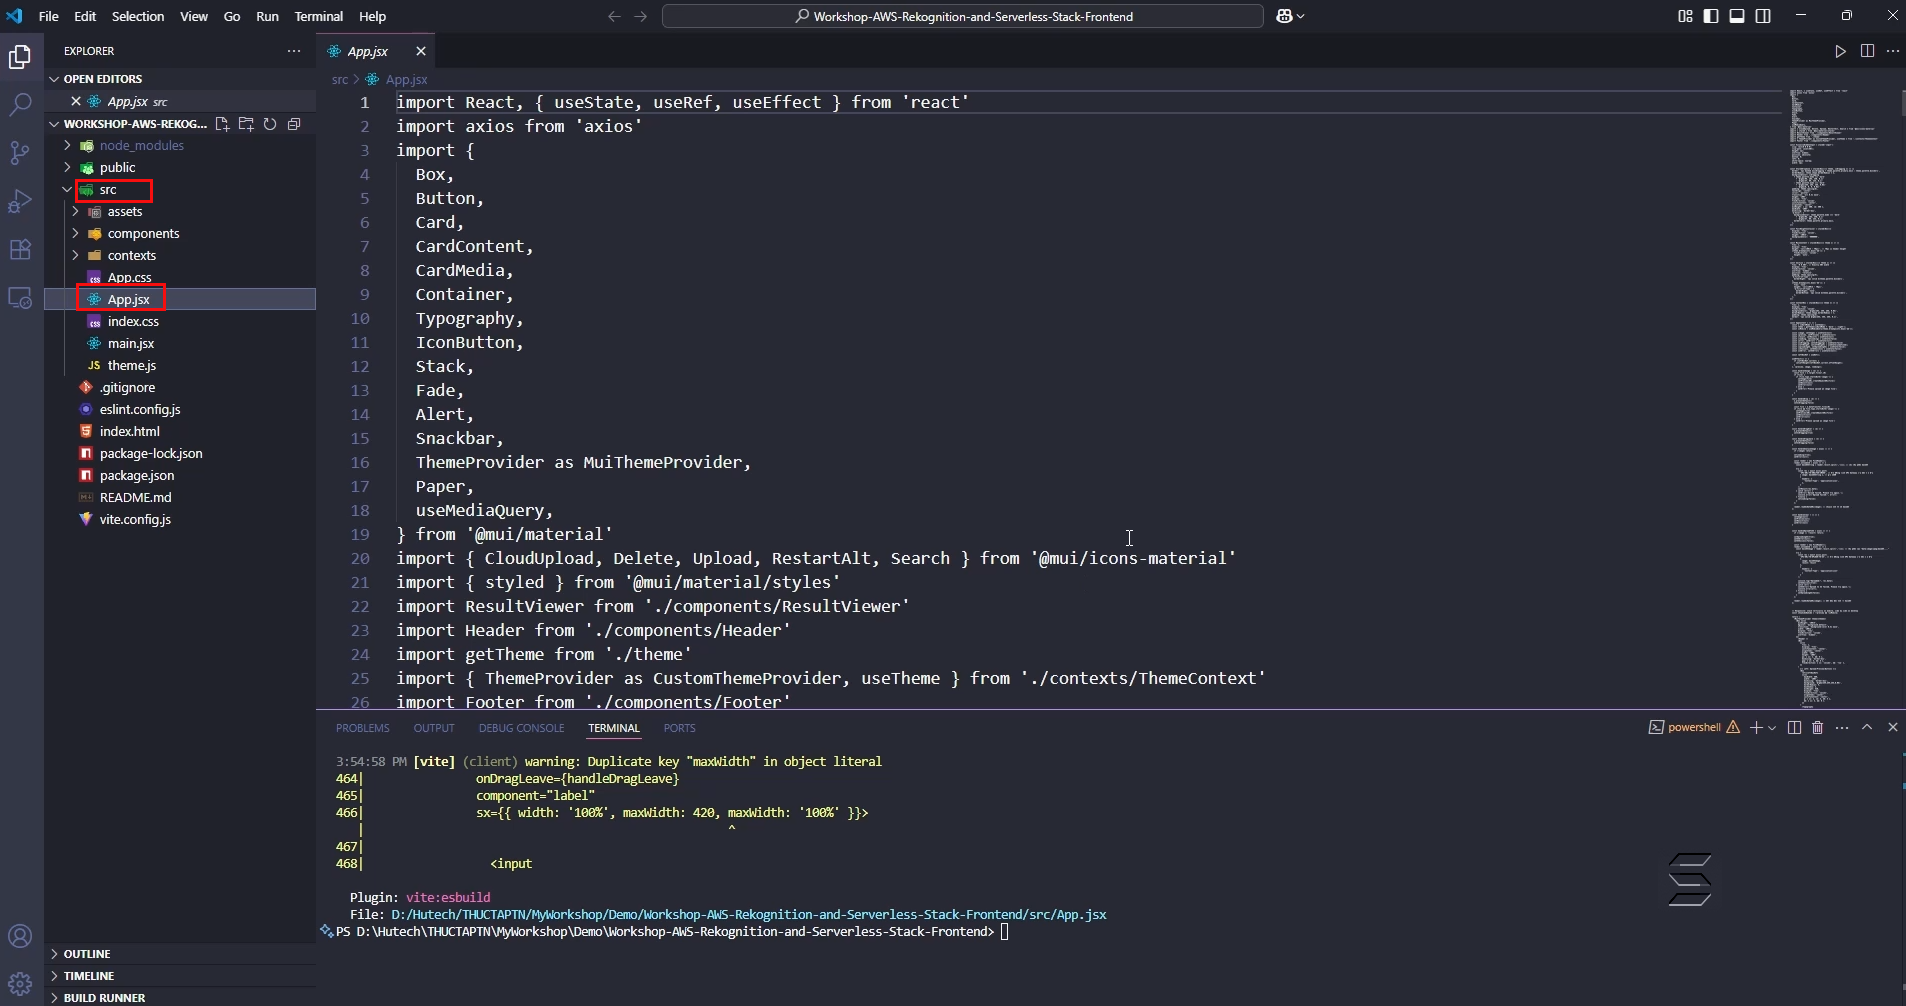 File Edit Selection View Go Run Terminal Help
Workshop-AWS-Rekognition-and-Serverless-Stack-Frontend
EXPLORER
OPEN EDITORS
App.jsx src
WORKSHOP-AWS-REKOG...
node_modules
public
src
assets
components
contexts
App.css
App.jsx
index.css
main.jsx
theme.js
.gitignore
eslint.config.js
index.html
package-lock.json
package.json
README.md
vite.config.js
OUTLINE
TIMELINE
BUILD RUNNER
App.jsx
src > App.jsx
1 import React, { useState, useRef, useEffect } from 'react'
2 import axios from 'axios'
3 import {
4 Box,
5 Button,
6 Card,
7 CardContent,
8 CardMedia,
9 Container,
10 Typography,
11 IconButton,
12 Stack,
13 Fade,
14 Alert,
15 Snackbar,
16 ThemeProvider as MuiThemeProvider,
17 Paper,
18 useMediaQuery,
19 } from '@mui/material'
20 import { CloudUpload, Delete, Upload, RestartAlt, Search } from '@mui/icons-material'
21 import { styled } from '@mui/material/styles'
22 import ResultViewer from './components/ResultViewer'
23 import Header from './components/Header'
24 import getTheme from './theme'
25 import { ThemeProvider as CustomThemeProvider, useTheme } from './contexts/ThemeContext'
26 import Footer from './components/Footer'
PROBLEMS OUTPUT DEBUG CONSOLE TERMINAL PORTS
powershell
3:54:58 PM [vite] (client) warning: Duplicate key "maxWidth" in object literal
464| onDragLeave={handleDragLeave}
465| component="label"
466| sx={{ width: '100%', maxWidth: 420, maxWidth: '100%' }}>
| ^
467|
468| <input
Plugin: vite:esbuild
File: D:/Hutech/THUCTAPTN/MyWorkshop/Demo/Workshop-AWS-Rekognition-and-Serverless-Stack-Frontend/src/App.jsx
PS D:\Hutech\THUCTAPTN\MyWorkshop\Demo\Workshop-AWS-Rekognition-and-Serverless-Stack-Frontend>